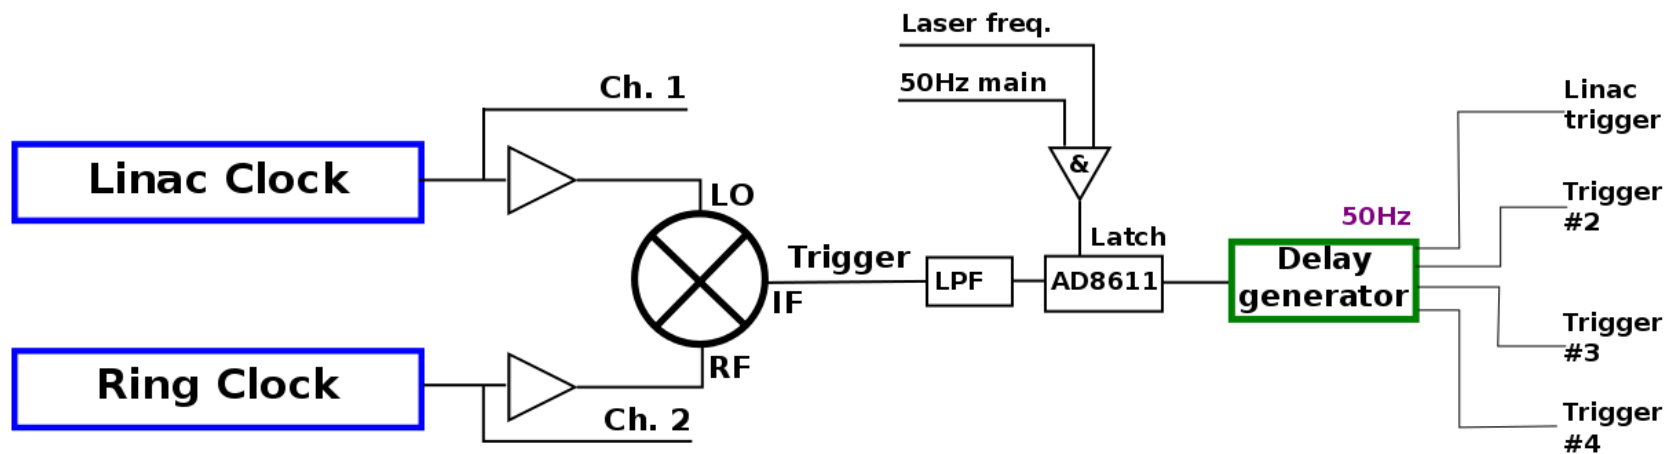 Laser freq.
50Hz main
Ch. 1
Linac Clock
LO
&
Latch
Trigger
IF
LPF
AD8611
50Hz
Delay
generator
Linac
trigger
Trigger
#2
Trigger
#3
Trigger
#4
Ring Clock
RF
Ch. 2